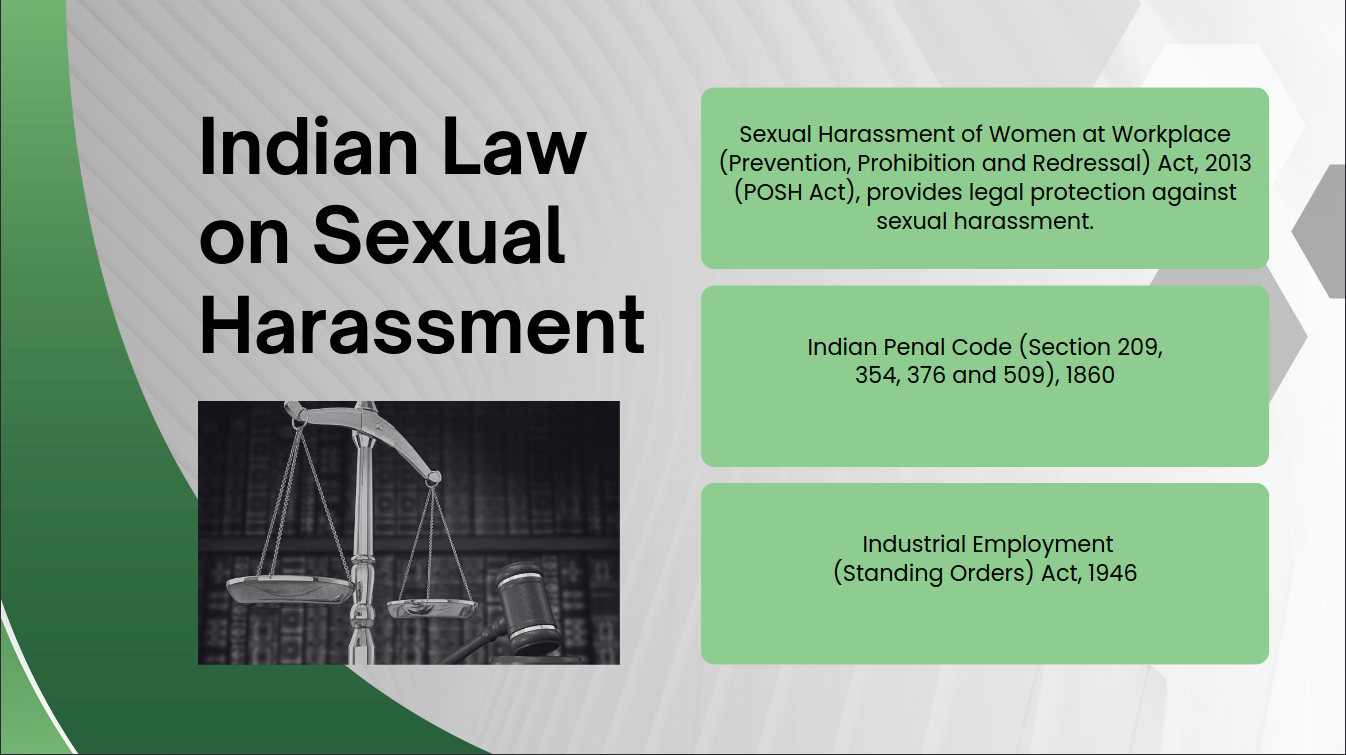 Indian Law
on Sexual
Harassment
Sexual Harassment of Women at Workplace
(Prevention, Prohibition and Redressal) Act, 2013
(POSH Act), provides legal protection against
sexual harassment.
Indian Penal Code (Section 209,
354, 376 and 509), 1860
Industrial Employment
(Standing Orders) Act, 1946